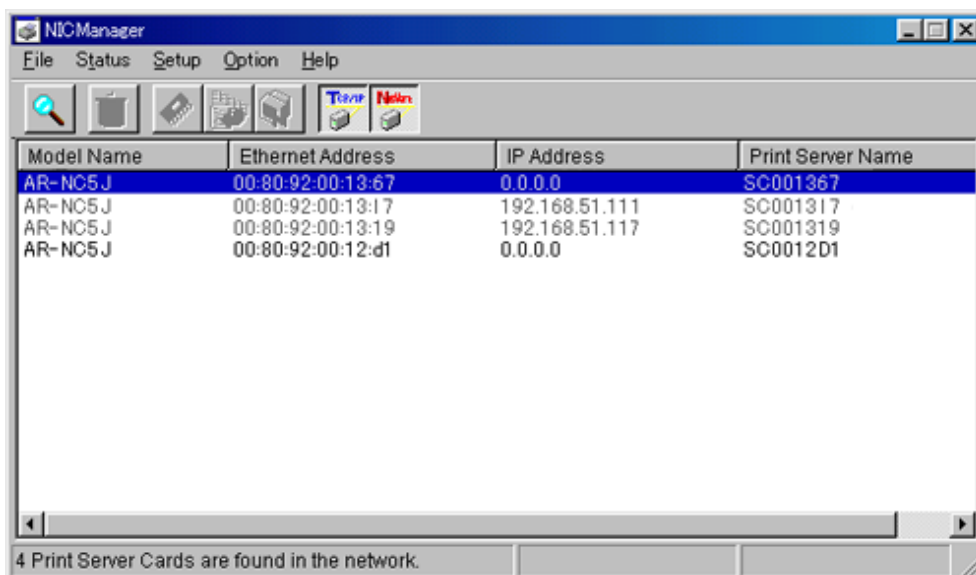 NICManager
File Status Setup Option Help
TCP/IP NetWare
Model Name Ethernet Address IP Address Print Server Name
AR-NC5J 00:80:92:00:13:67 0.0.0.0 SC001367
AR-NC5J 00:80:92:00:13:17 192.168.51.111 SC001317
AR-NC5J 00:80:92:00:13:19 192.168.51.117 SC001319
AR-NC5J 00:80:92:00:12:d1 0.0.0.0 SC0012D1
4 Print Server Cards are found in the network.